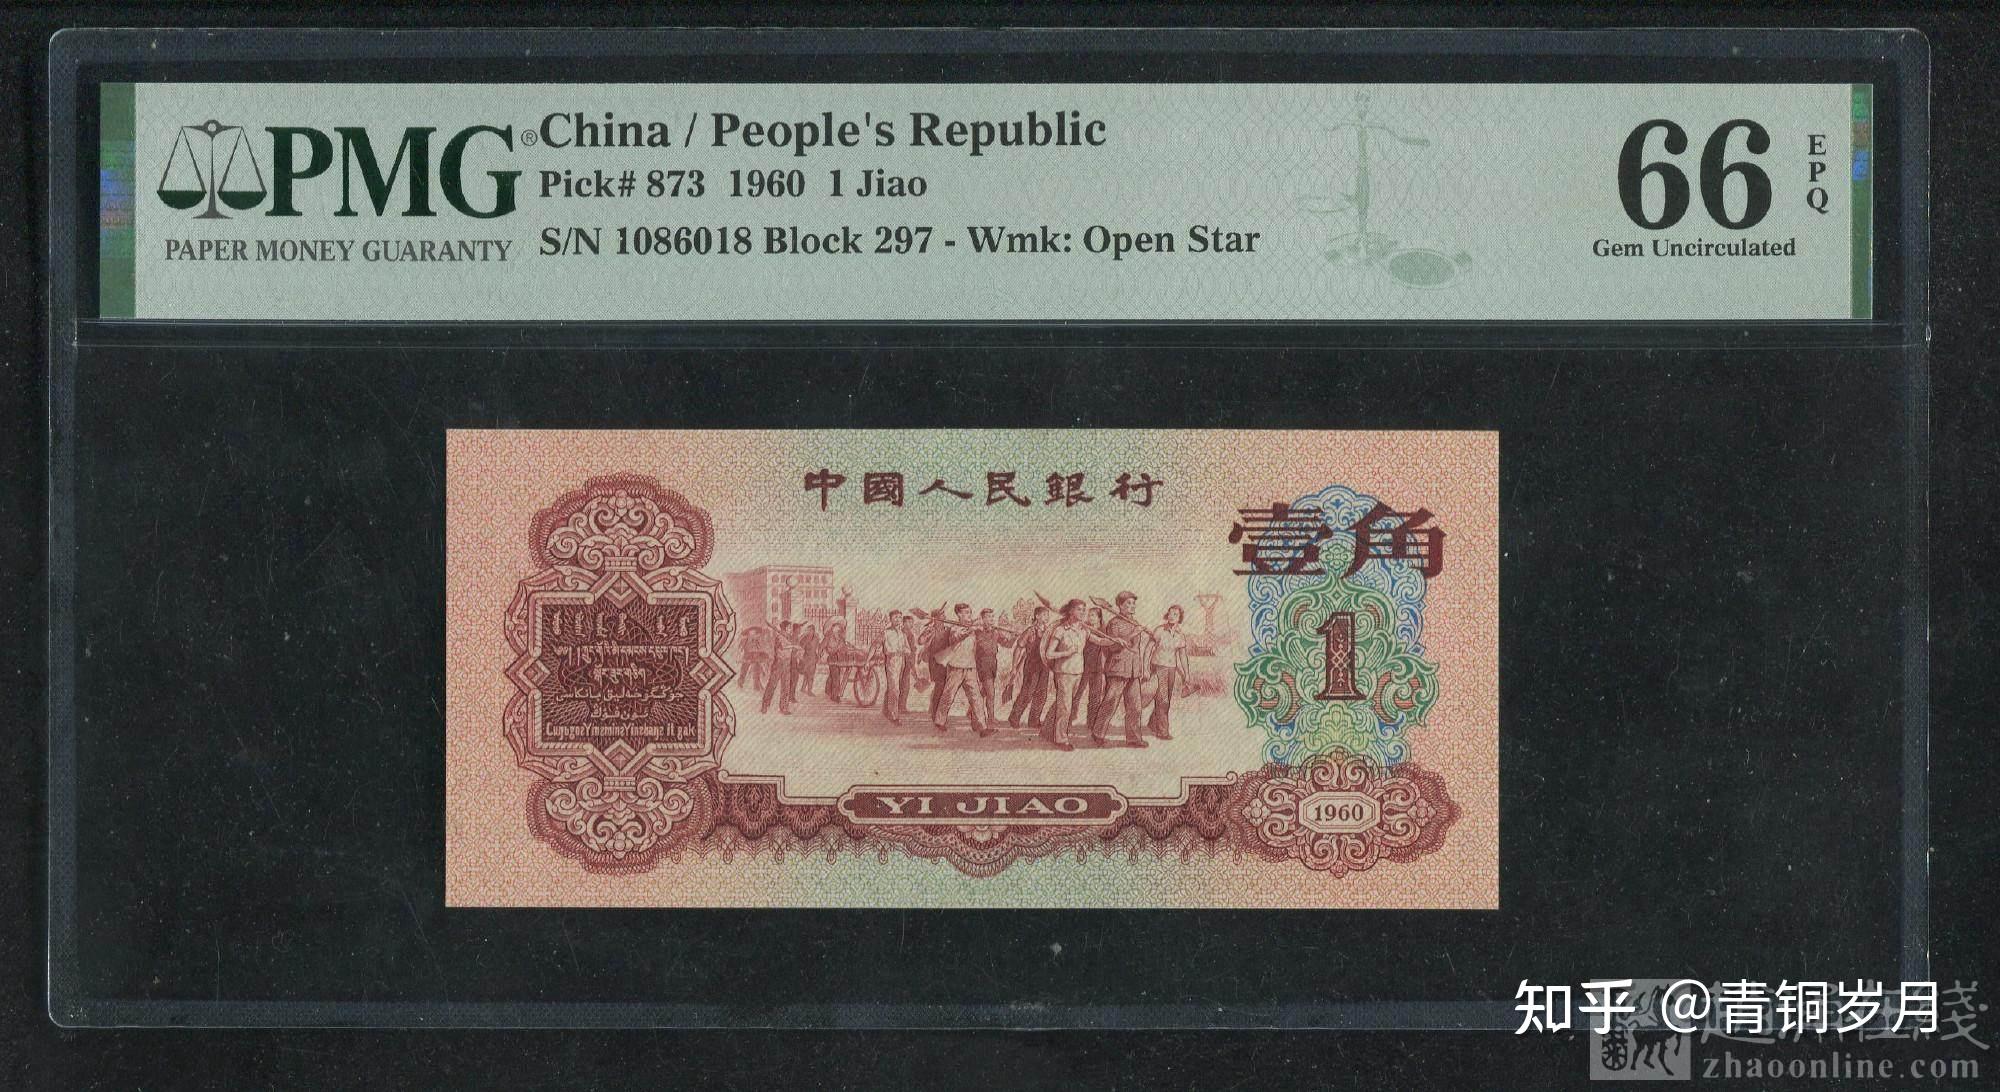 PMG®
PAPER MONEY GUARANTY
China / People's Republic
Pick# 873 1960 1 Jiao
S/N 1086018 Block 297 - Wmk: Open Star
66 EPQ
Gem Uncirculated
中國人民銀行
壹角
1
YI JIAO
1960
知乎 @青铜岁月
zhaoonline.com